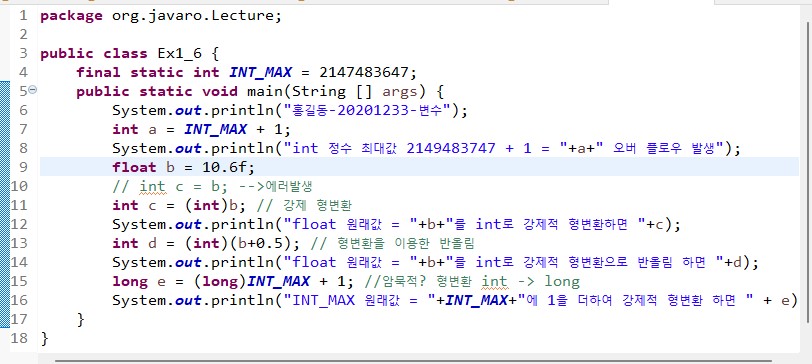 1 package org.javaro.Lecture;
2
3 public class Ex1_6 {
4 final static int INT_MAX = 2147483647;
5 public static void main(String [] args) {
6 System.out.println("홍길동-20201233-변수");
7 int a = INT_MAX + 1;
8 System.out.println("int 정수 최대값 2149483747 + 1 = "+a+" 오버 플로우 발생");
9 float b = 10.6f;
10 // int c = b; -->에러발생
11 int c = (int)b; // 강제 형변환
12 System.out.println("float 원래값 = "+b+"를 int로 강제적 형변환하면 "+c);
13 int d = (int)(b+0.5); // 형변환을 이용한 반올림
14 System.out.println("float 원래값 = "+b+"를 int로 강제적 형변환으로 반올림 하면 "+d);
15 long e = (long)INT_MAX + 1; //암묵적? 형변환 int -> long
16 System.out.println("INT_MAX 원래값 = "+INT_MAX+"에 1을 더하여 강제적 형변환 하면 " + e)
17 }
18 }